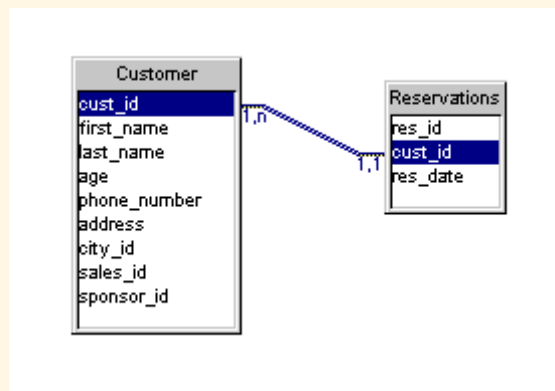 Customer
cust_id
first_name
last_name
age
phone_number
address
city_id
sales_id
sponsor_id
1,n
1,1
Reservations
res_id
cust_id
res_date